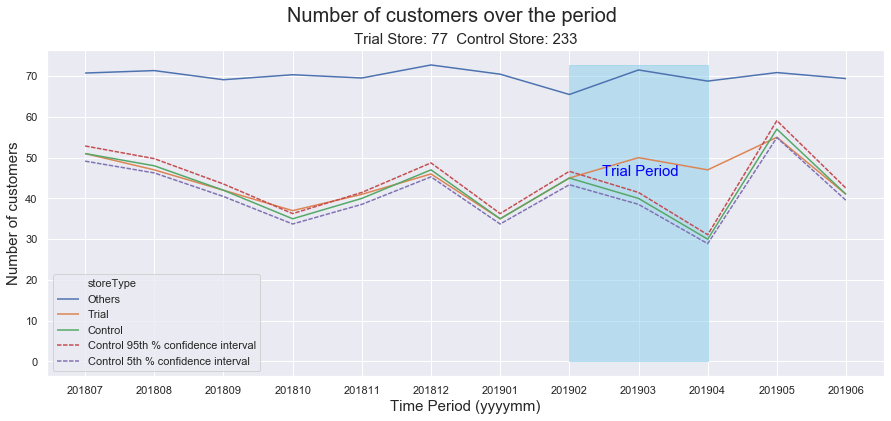 Number of customers over the period
Trial Store: 77  Control Store: 233
Number of customers
70
60
50
40
30
20
10
0
Trial Period
storeType
Others
Trial
Control
Control 95th % confidence interval
Control 5th % confidence interval
201807 201808 201809 201810 201811 201812 201901 201902 201903 201904 201905 201906
Time Period (yyyymm)